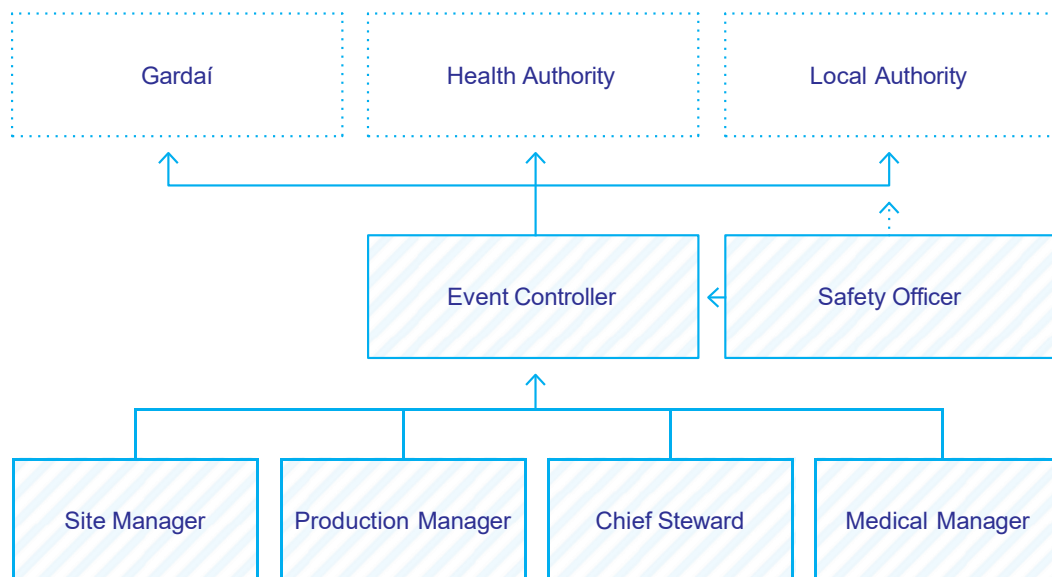 Gardaí
Health Authority
Local Authority
Event Controller
Safety Officer
Site Manager
Production Manager
Chief Steward
Medical Manager